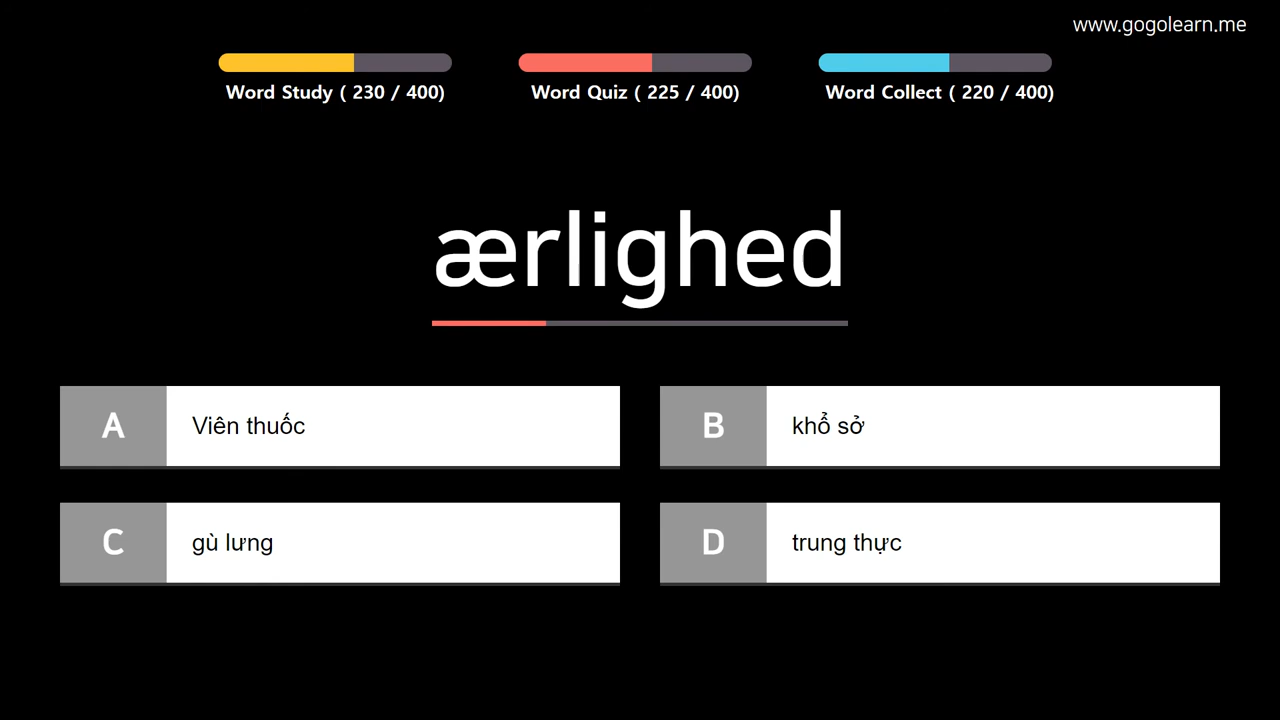 www.gogolearn.me
Word Study ( 230 / 400)
Word Quiz ( 225 / 400)
Word Collect ( 220 / 400)
ærlighed
A Viên thuốc
B khổ sở
C gù lưng
D trung thực